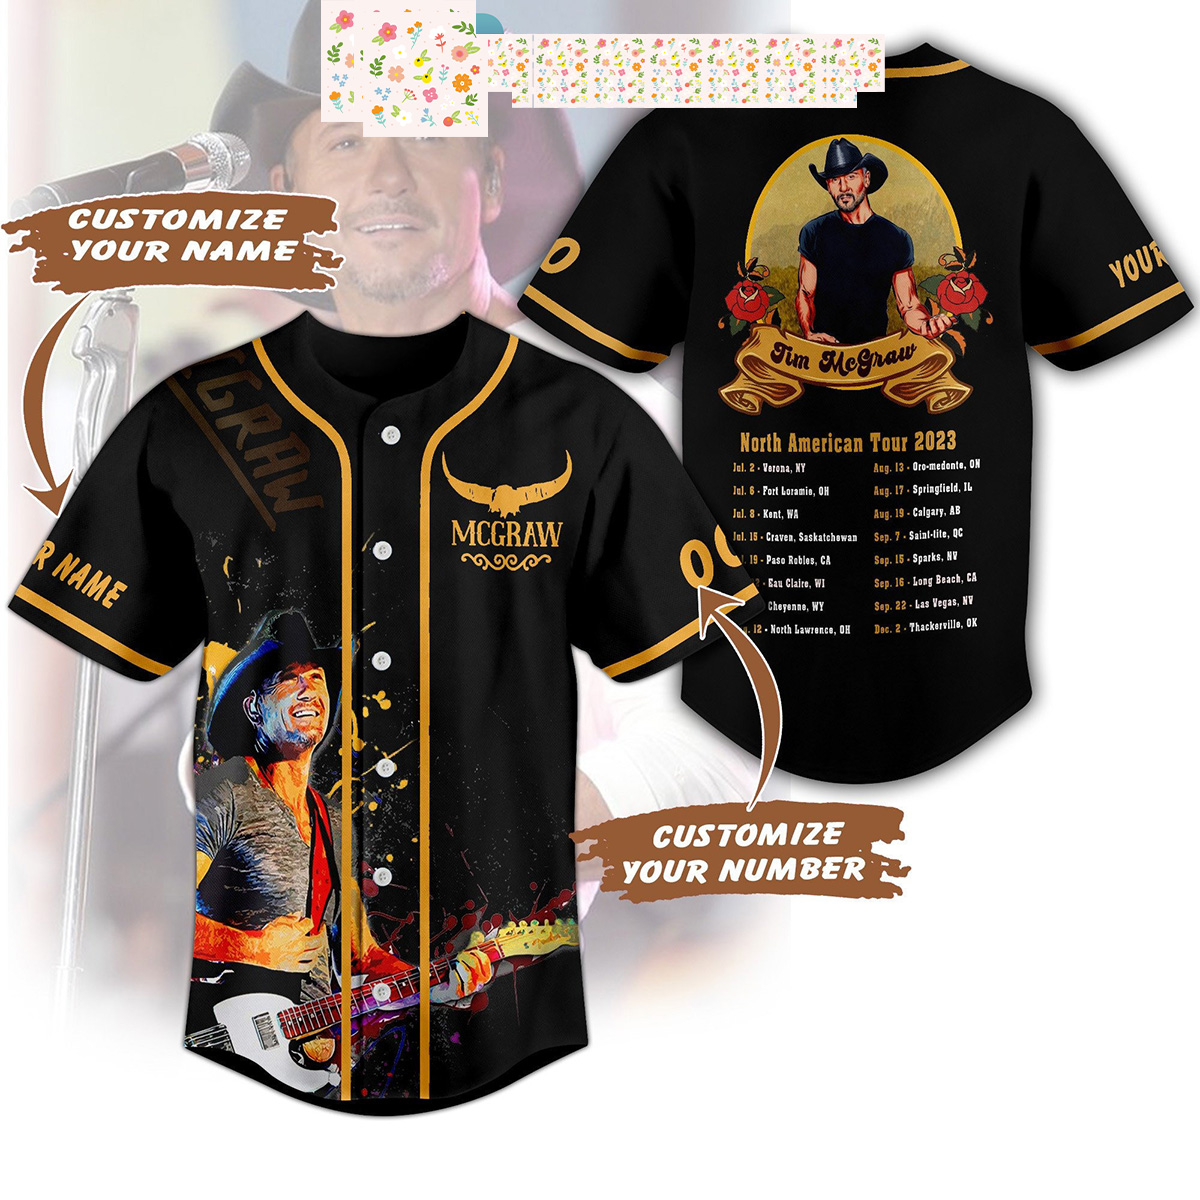 CUSTOMIZE
YOUR NAME
MCGRAW
R NAME
MCGRAW
OO
O
YOUR
Tim McGraw
North American Tour 2023
Jul. 2 - Verona, NY
Jul. 6 - Fort Loramie, OH
Jul. 8 - Kent, WA
Jul. 15 - Craven, Saskatchewan
19 - Paso Robles, CA
Eau Claire, WI
Cheyenne, WY
12 - North Lawrence, OH
Aug. 13 - Oro-medonte, ON
Aug. 17 - Springfield, IL
Aug. 19 - Calgary, AB
Sep. 7 - Saint-tite, QC
Sep. 15 - Sparks, NV
Sep. 16 - Long Beach, CA
Sep. 22 - Las Vegas, NV
Dec. 2 - Thackerville, OK
CUSTOMIZE
YOUR NUMBER